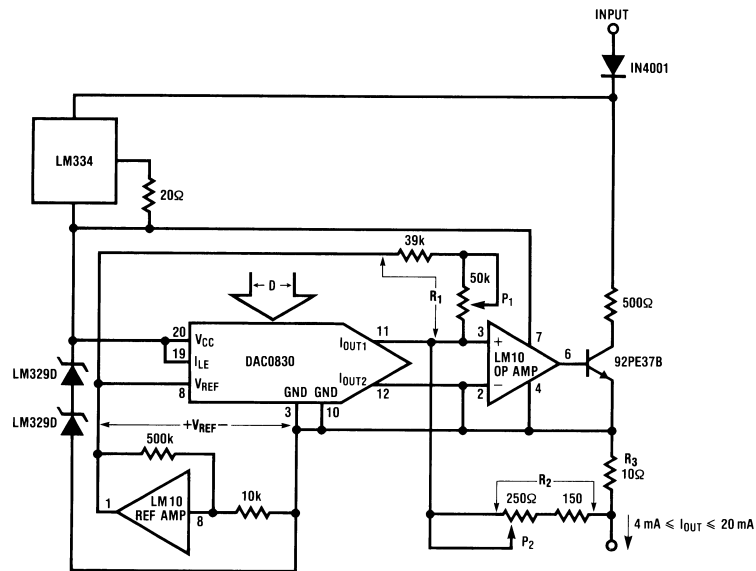 INPUT
IN4001
LM334
20Ω
39k
50k
P1
R1
D
500Ω
20
VCC
19
ILE
VREF
8
DAC0830
IOUT1
11
IOUT2
12
GND
GND
3
10
3
+
LM10
OP AMP
−
2
7
4
6
92PE37B
LM329D
LM329D
+VREF−
500k
1
LM10
REF AMP
8
10k
R2
250Ω
150
P2
R3
10Ω
4 mA ≤ IOUT ≤ 20 mA